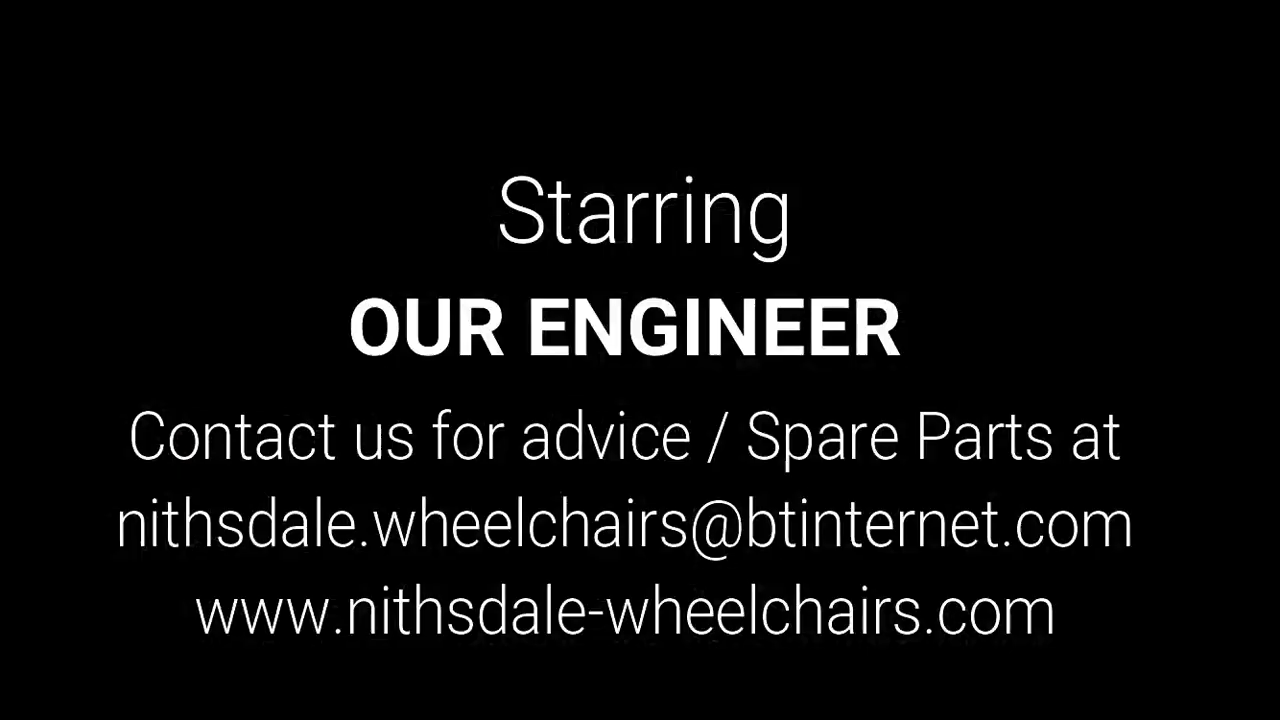 Starring
OUR ENGINEER
Contact us for advice / Spare Parts at
nithsdale.wheelchairs@btinternet.com
www.nithsdale-wheelchairs.com